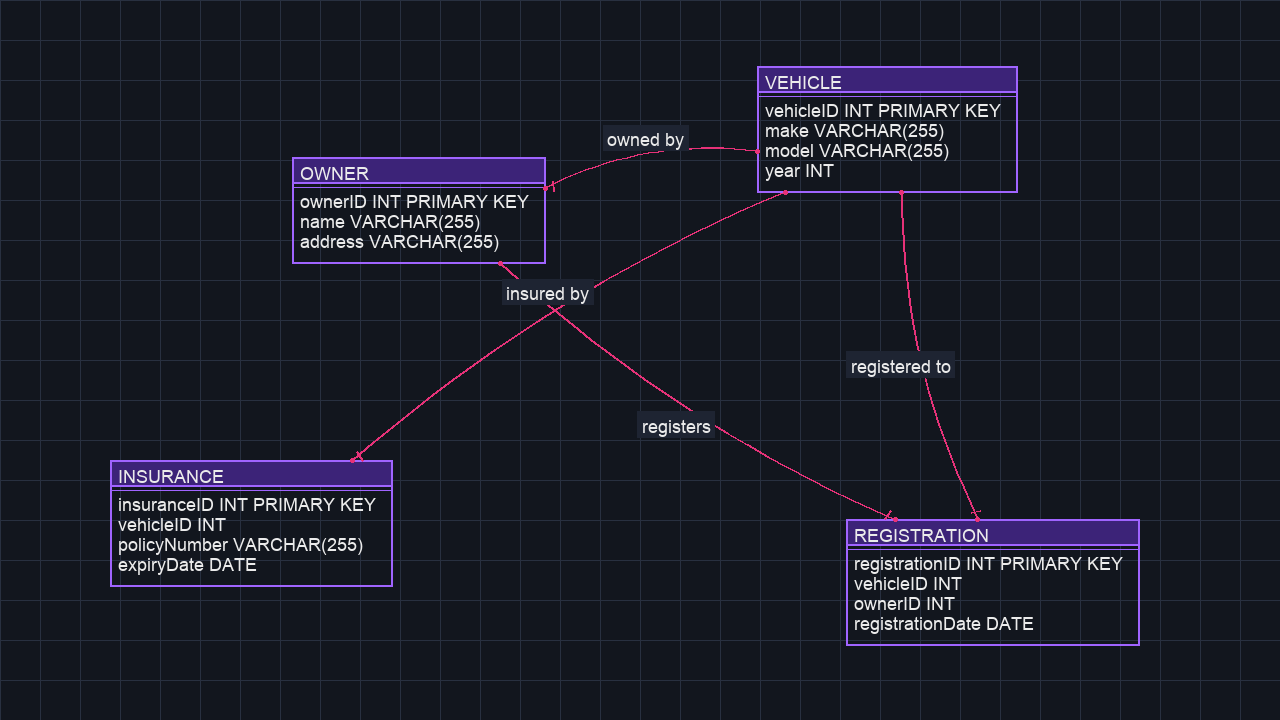 VEHICLE
vehicleID INT PRIMARY KEY
make VARCHAR(255)
model VARCHAR(255)
year INT
owned by
OWNER
ownerID INT PRIMARY KEY
name VARCHAR(255)
address VARCHAR(255)
insured by
registered to
registers
INSURANCE
insuranceID INT PRIMARY KEY
vehicleID INT
policyNumber VARCHAR(255)
expiryDate DATE
REGISTRATION
registrationID INT PRIMARY KEY
vehicleID INT
ownerID INT
registrationDate DATE